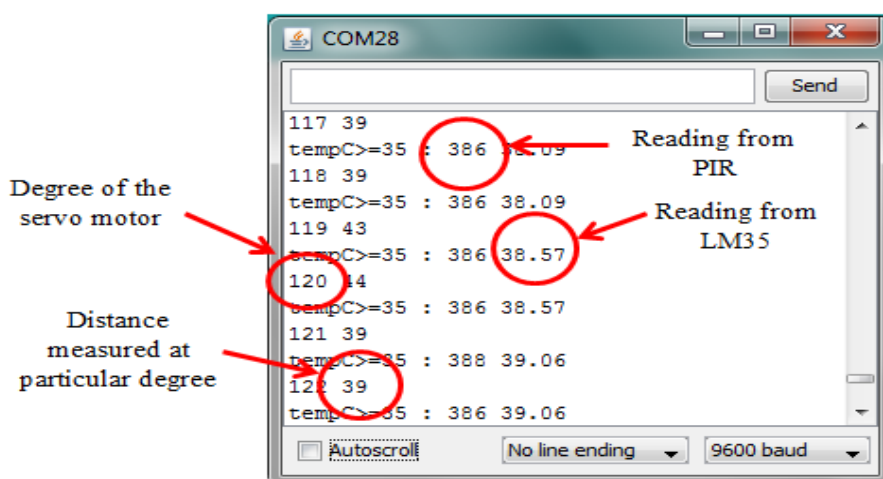 COM28
Send
117 39
tempC>=35 : 386 38.09
118 39
tempC>=35 : 386 38.09
119 43
tempC>=35 : 386 38.57
120 44
tempC>=35 : 386 38.57
121 39
tempC>=35 : 388 39.06
122 39
tempC>=35 : 386 39.06
Autoscroll
No line ending
9600 baud
Reading from
PIR
Reading from
LM35
Degree of the
servo motor
Distance
measured at
particular degree